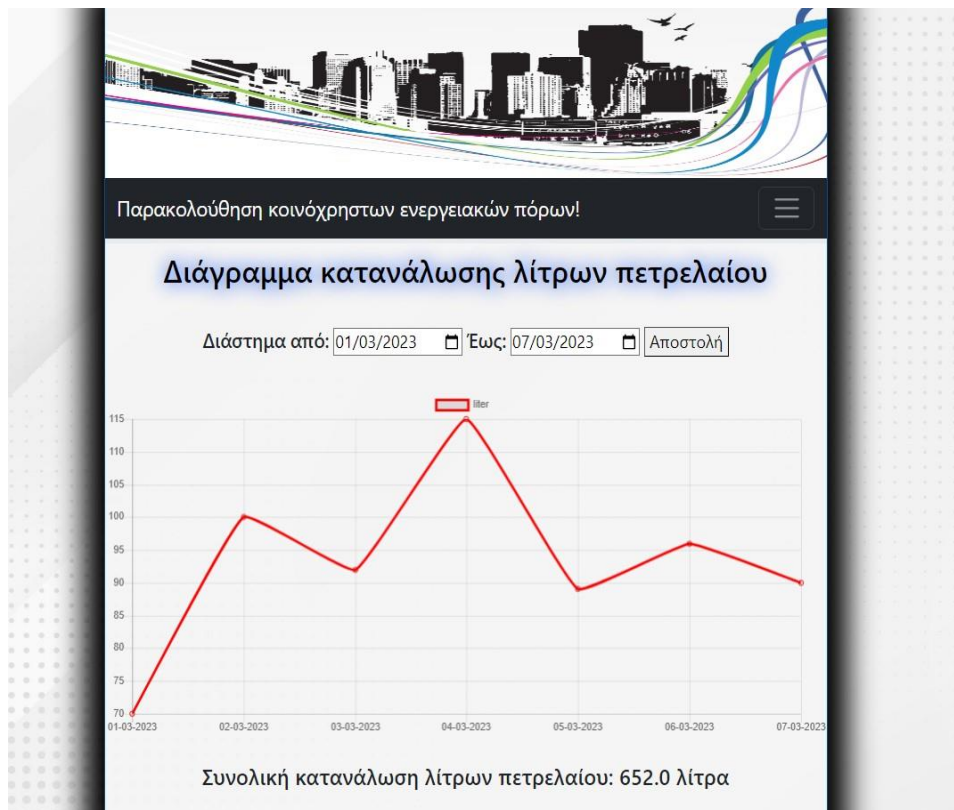 Παρακολούθηση κοινόχρηστων ενεργειακών πόρων!
Διάγραμμα κατανάλωσης λίτρων πετρελαίου
Διάστημα από: 01/03/2023 Έως: 07/03/2023 Αποστολή
liter
115
110
105
100
95
90
85
80
75
70
01-03-2023 02-03-2023 03-03-2023 04-03-2023 05-03-2023 06-03-2023 07-03-2023
Συνολική κατανάλωση λίτρων πετρελαίου: 652.0 λίτρα